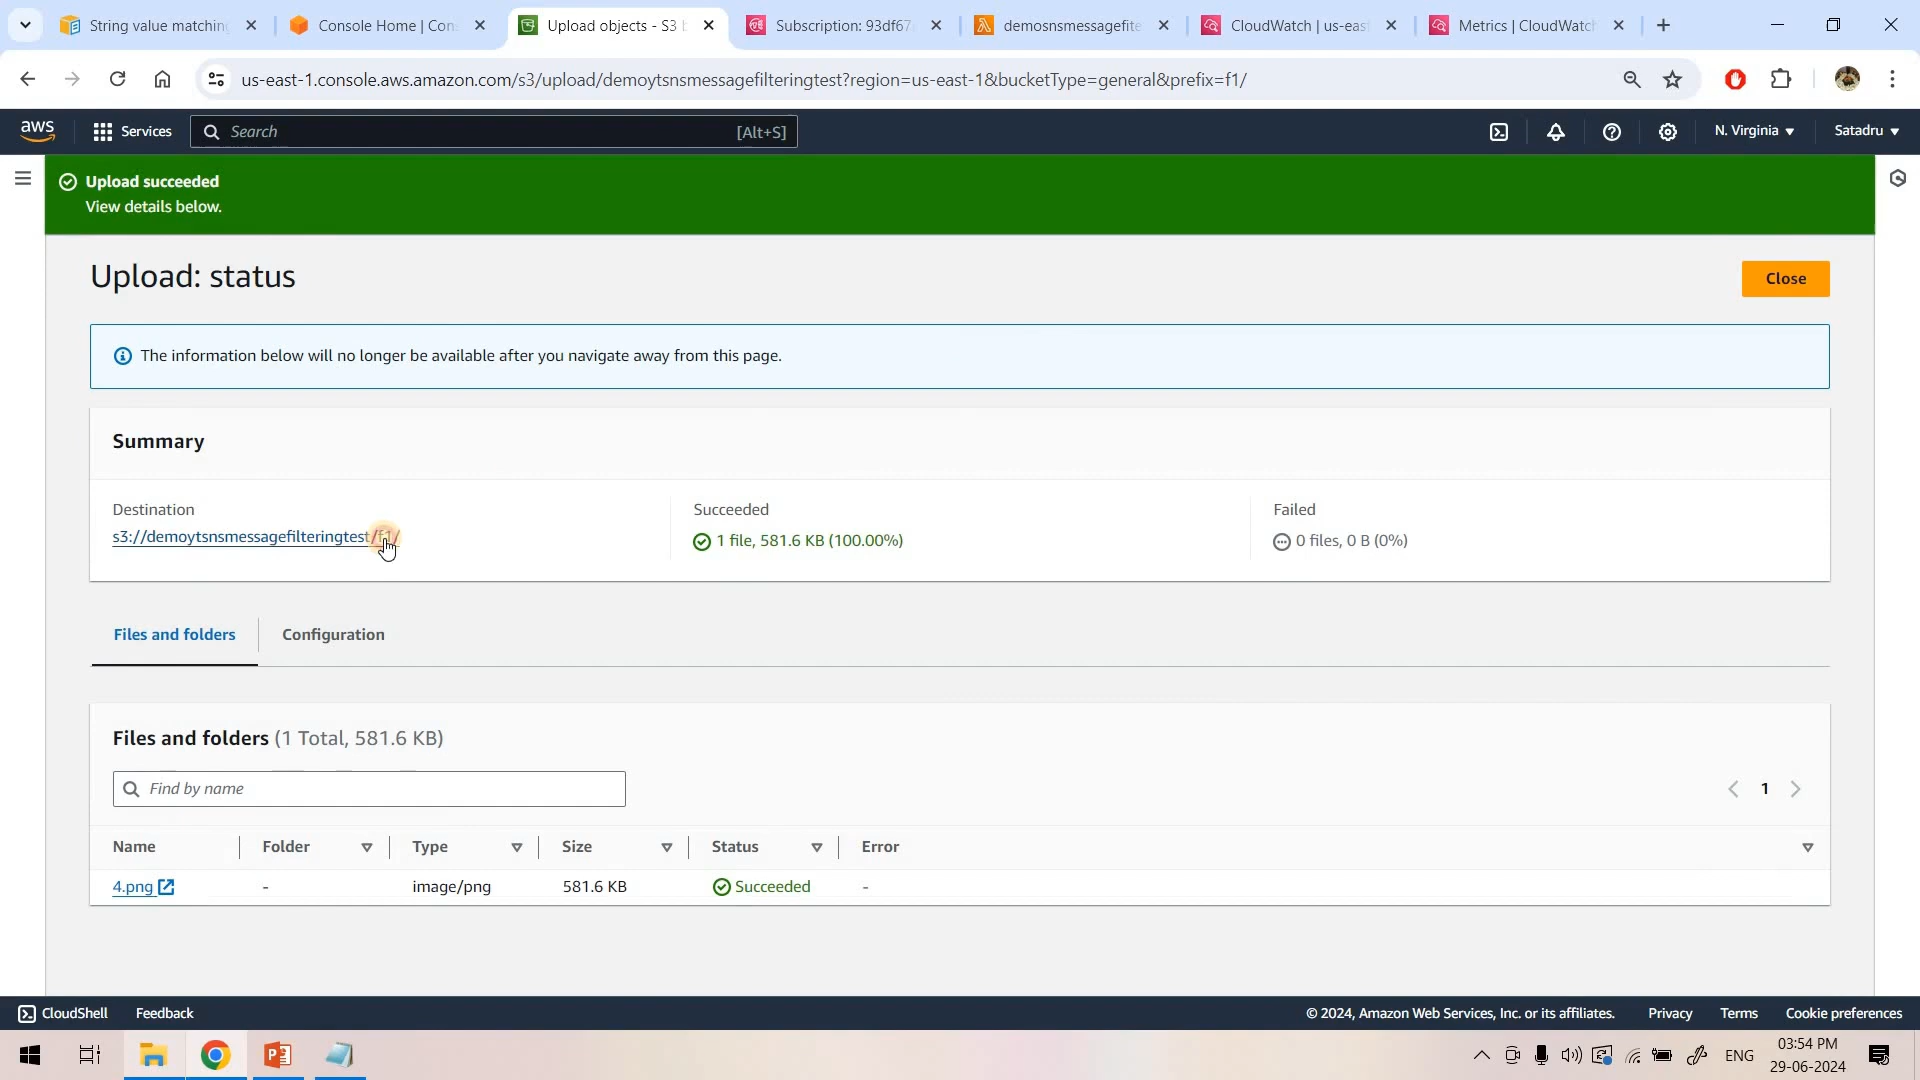 String value matching
Console Home | Con
Upload objects - S3 b
Subscription: 93df67
demosnsmessagefilte
CloudWatch | us-eas
Metrics | CloudWatch
us-east-1.console.aws.amazon.com/s3/upload/demoytsnsmessagefilteringtest?region=us-east-1&bucketType=general&prefix=f1/
aws
Services
Search
[Alt+S]
N. Virginia
Satadru
Upload succeeded
View details below.
Upload: status
Close
The information below will no longer be available after you navigate away from this page.
Summary
Destination
s3://demoytsnsmessagefilteringtest/f1/
Succeeded
1 file, 581.6 KB (100.00%)
Failed
0 files, 0 B (0%)
Files and folders
Configuration
Files and folders (1 Total, 581.6 KB)
Find by name
1
Name
Folder
Type
Size
Status
Error
4.png
-
image/png
581.6 KB
Succeeded
-
CloudShell
Feedback
© 2024, Amazon Web Services, Inc. or its affiliates.
Privacy
Terms
Cookie preferences
ENG
03:54 PM
29-06-2024